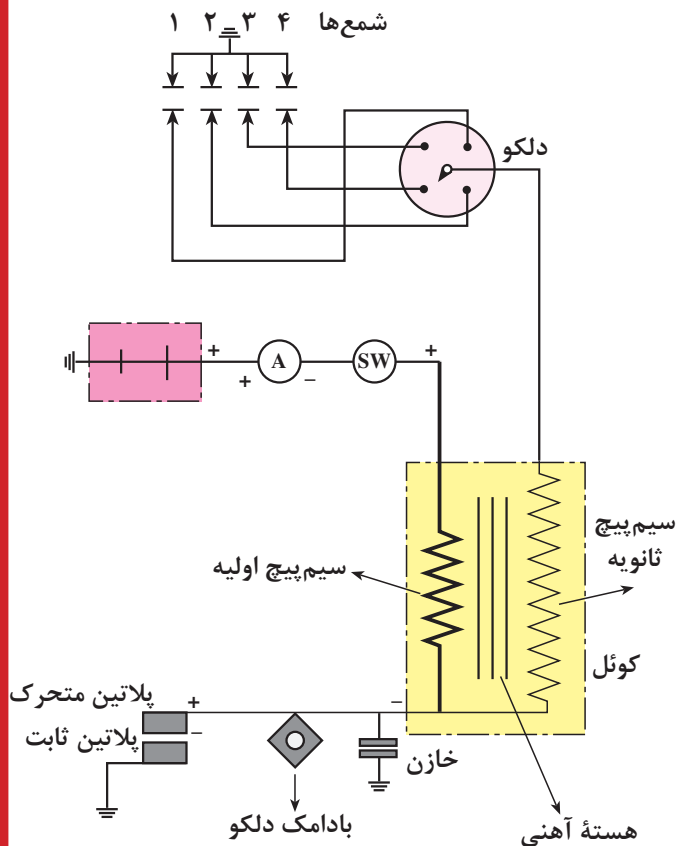 شمع‌ها ۱ ۲ ۳ ۴
دلکو
+ + – +
A SW
سیم‌پیچ
ثانویه
سیم‌پیچ اولیه
کوئل
پلاتین متحرک + –
پلاتین ثابت –
خازن
بادامک دلکو
هستهٔ آهنی